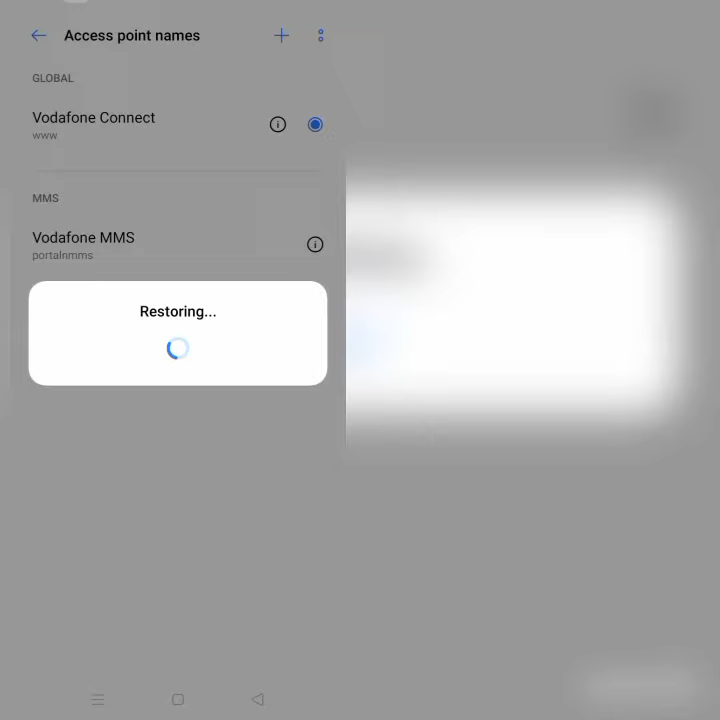 Access point names
GLOBAL
Vodafone Connect
www
MMS
Vodafone MMS
portalnmms
Restoring...